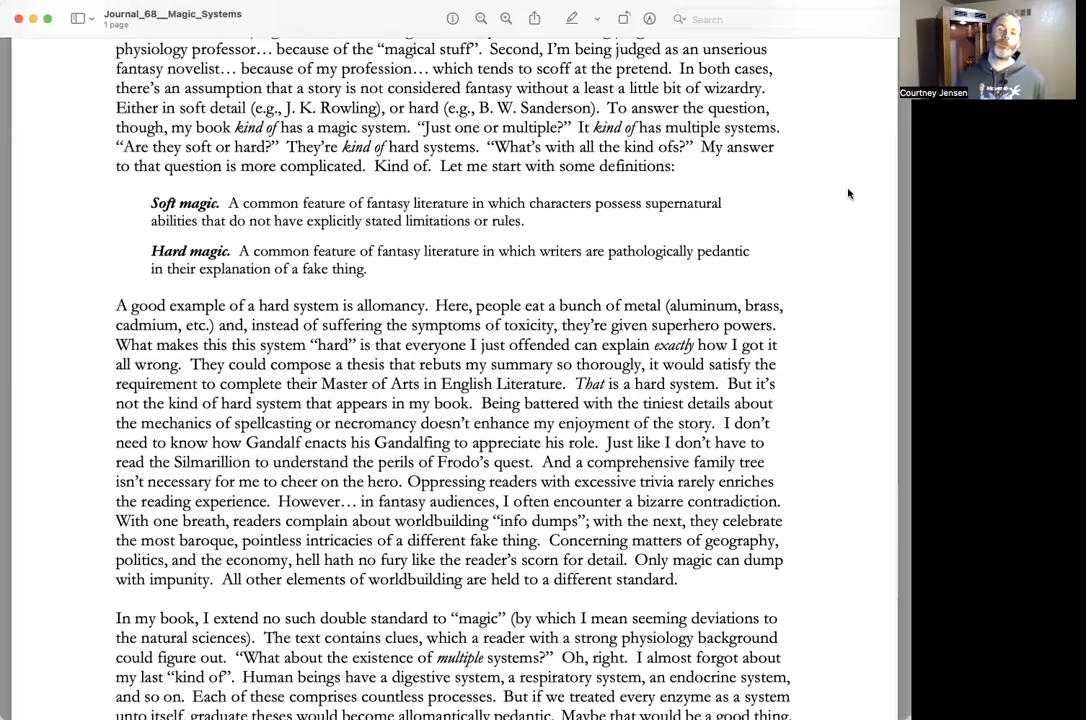 Journal_68__Magic_Systems
1 page
Search
Courtney Jensen
physiology professor… because of the “magical stuff”. Second, I’m being judged as an unserious
fantasy novelist… because of my profession… which tends to scoff at the pretend. In both cases,
there’s an assumption that a story is not considered fantasy without a least a little bit of wizardry.
Either in soft detail (e.g., J. K. Rowling), or hard (e.g., B. W. Sanderson). To answer the question,
though, my book kind of has a magic system. “Just one or multiple?” It kind of has multiple systems.
“Are they soft or hard?” They’re kind of hard systems. “What’s with all the kind ofs?” My answer
to that question is more complicated. Kind of. Let me start with some definitions:
Soft magic. A common feature of fantasy literature in which characters possess supernatural
abilities that do not have explicitly stated limitations or rules.
Hard magic. A common feature of fantasy literature in which writers are pathologically pedantic
in their explanation of a fake thing.
A good example of a hard system is allomancy. Here, people eat a bunch of metal (aluminum, brass,
cadmium, etc.) and, instead of suffering the symptoms of toxicity, they’re given superhero powers.
What makes this this system “hard” is that everyone I just offended can explain exactly how I got it
all wrong. They could compose a thesis that rebuts my summary so thorougly, it would satisfy the
requirement to complete their Master of Arts in English Literature. That is a hard system. But it’s
not the kind of hard system that appears in my book. Being battered with the tiniest details about
the mechanics of spellcasting or necromancy doesn’t enhance my enjoyment of the story. I don’t
need to know how Gandalf enacts his Gandalfing to appreciate his role. Just like I don’t have to
read the Silmarillion to understand the perils of Frodo’s quest. And a comprehensive family tree
isn’t necessary for me to cheer on the hero. Oppressing readers with excessive trivia rarely enriches
the reading experience. However… in fantasy audiences, I often encounter a bizarre contradiction.
With one breath, readers complain about worldbuilding “info dumps”; with the next, they celebrate
the most baroque, pointless intricacies of a different fake thing. Concerning matters of geography,
politics, and the economy, hell hath no fury like the reader’s scorn for detail. Only magic can dump
with impunity. All other elements of worldbuilding are held to a different standard.
In my book, I extend no such double standard to “magic” (by which I mean seeming deviations to
the natural sciences). The text contains clues, which a reader with a strong physiology background
could figure out. “What about the existence of multiple systems?” Oh, right. I almost forgot about
my last “kind of”. Human beings have a digestive system, a respiratory system, an endocrine system,
and so on. Each of these comprises countless processes. But if we treated every enzyme as a system
unto itself, graduate theses would become allomantically pedantic. Maybe that would be a good thing.